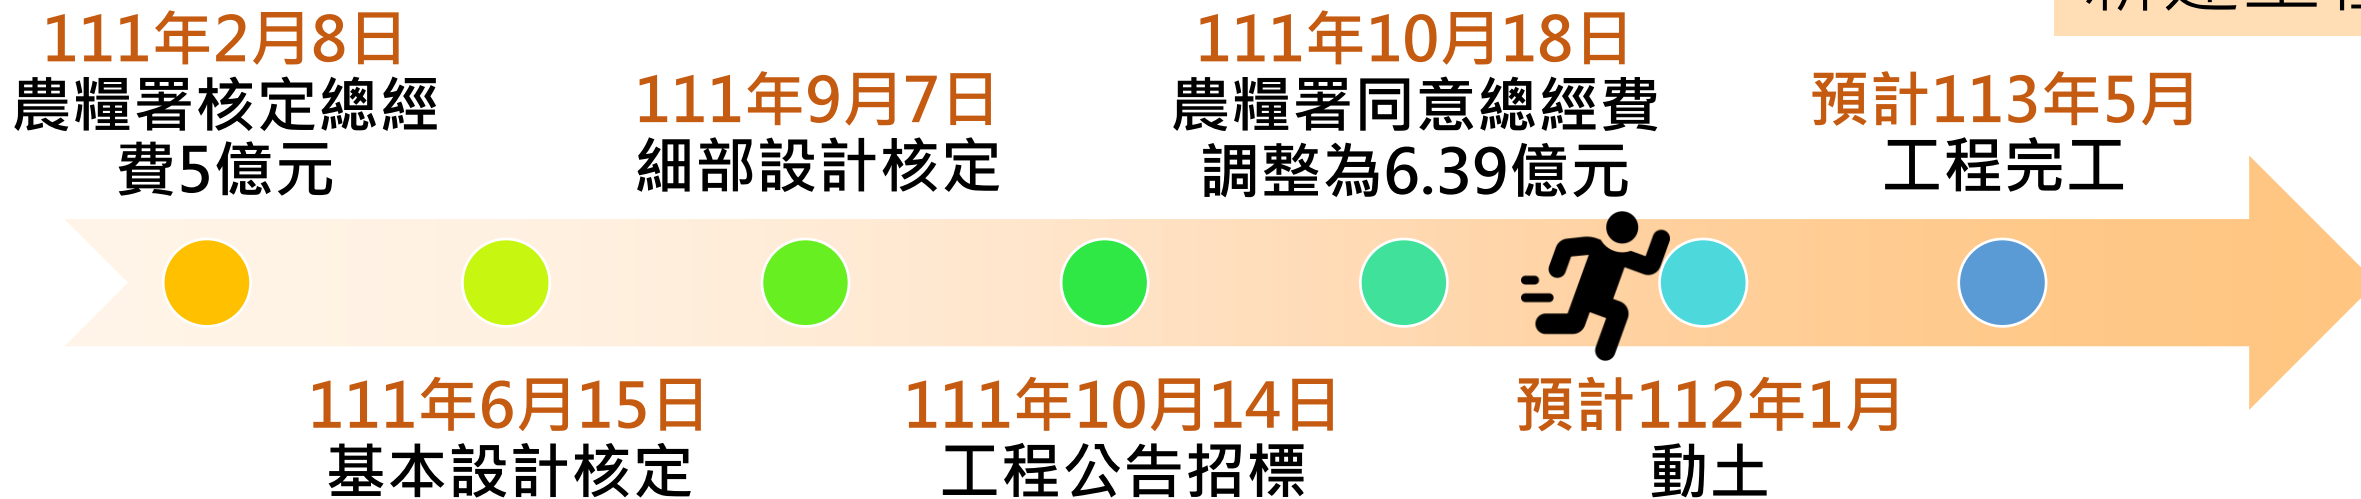 111年2月8日
農糧署核定總經
費5億元
111年6月15日
基本設計核定
111年9月7日
細部設計核定
111年10月14日
工程公告招標
111年10月18日
農糧署同意總經費
調整為6.39億元
預計112年1月
動土
預計113年5月
工程完工